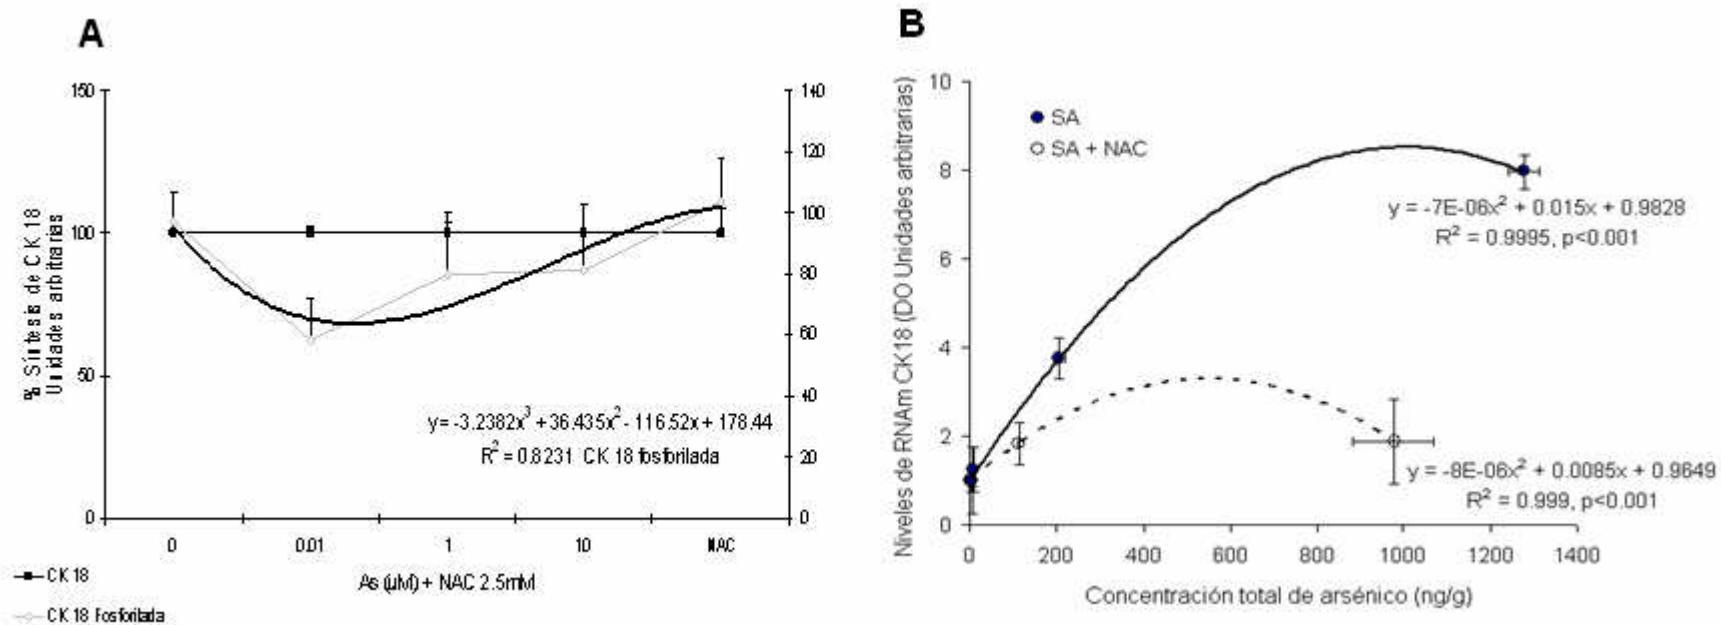 A
% Síntesis de CK 18
Unidades arbitrarias
150
100
50
0
140
120
100
80
60
40
20
0
y = -3.2382x³ + 36.435x² - 116.52x + 178.44
R² = 0.8231 CK 18 fosforilada
0 0.01 1 10 NAC
As (µM) + NAC 2.5mM
CK 18
CK 18 Fosforilada
B
Niveles de RNAm CK18 (DO Unidades arbitrarias)
10
8
6
4
2
0
SA
SA + NAC
y = -7E-06x² + 0.015x + 0.9828
R² = 0.9995, p<0.001
y = -8E-06x² + 0.0085x + 0.9649
R² = 0.999, p<0.001
0 200 400 600 800 1000 1200 1400
Concentración total de arsénico (ng/g)